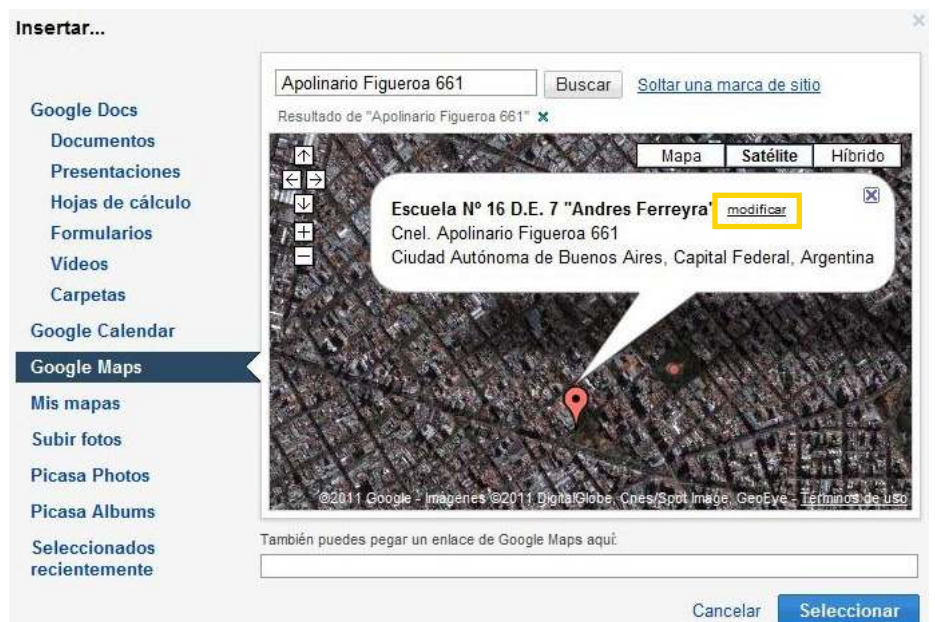 Insertar...
Google Docs
Documentos
Presentaciones
Hojas de cálculo
Formularios
Vídeos
Carpetas
Google Calendar
Google Maps
Mis mapas
Subir fotos
Picasa Photos
Picasa Albums
Seleccionados
recientemente
Apolinario Figueroa 661 Buscar Soltar una marca de sitio
Resultado de "Apolinario Figueroa 661"
Mapa Satélite Híbrido
Escuela Nº 16 D.E. 7 "Andres Ferreyra" modificar
Cnel. Apolinario Figueroa 661
Ciudad Autónoma de Buenos Aires, Capital Federal, Argentina
©2011 Google - Imágenes ©2011 DigitalGlobe, Cnes/Spot Image, GeoEye - Términos de uso
También puedes pegar un enlace de Google Maps aquí:
Cancelar Seleccionar